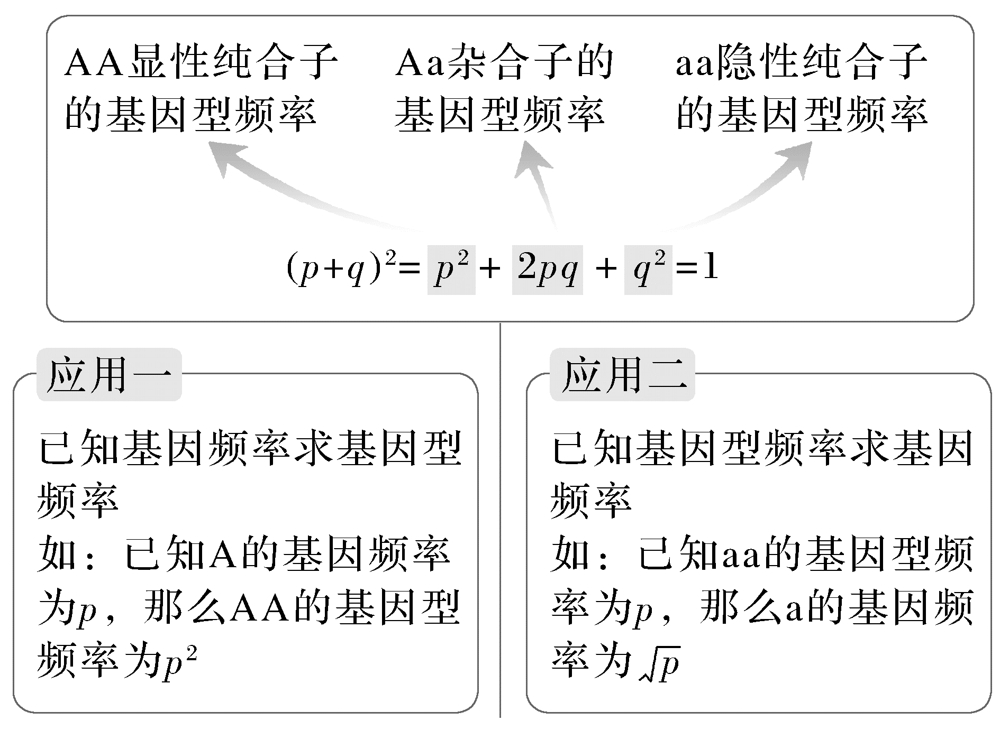 AA显性纯合子 Aa杂合子的 aa隐性纯合子
的基因型频率 基因型频率 的基因型频率
(p+q)²=p²+2pq+q²=1
应用一
已知基因频率求基因型
频率
如：已知A的基因频率
为p，那么AA的基因型
频率为p²
应用二
已知基因型频率求基因
频率
如：已知aa的基因型频
率为p，那么a的基因频
率为√p